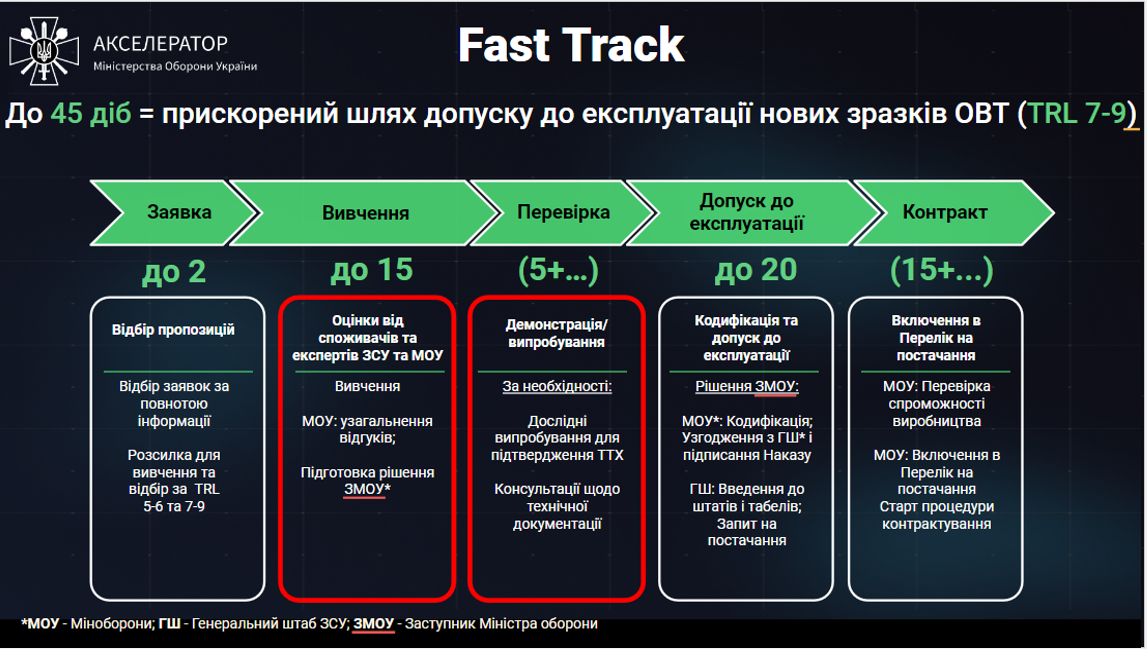 АКСЕЛЕРАТОР
Міністерства Оборони України
Fast Track
До 45 діб = прискорений шлях допуску до експлуатації нових зразків ОВТ (TRL 7-9)
Заявка
Вивчення
Перевірка
Допуск до
експлуатації
Контракт
до 2
до 15
(5+...)
до 20
(15+...)
Відбір пропозицій
Відбір заявок за
повнотою
інформації
Розсилка для
вивчення та
відбір за TRL
5-6 та 7-9
Оцінки від
споживачів та
експертів ЗСУ та МОУ
Вивчення
МОУ: узагальнення
відгуків;
Підготовка рішення
ЗМОУ*
Демонстрація/
випробування
За необхідності:
Дослідні
випробування для
підтвердження ТТХ
Консультації щодо
технічної
документації
Кодифікація та
допуск до
експлуатації
Рішення ЗМОУ:
МОУ*: Кодифікація;
Узгодження з ГШ* і
підписання Наказу
ГШ: Введення до
штатів і табелів;
Запит на
постачання
Включення в
Перелік на
постачання
МОУ: Перевірка
спроможності
виробництва
МОУ: Включення в
Перелік на
постачання
Старт процедури
контрактування
*МОУ - Міноборони; ГШ - Генеральний штаб ЗСУ; ЗМОУ - Заступник Міністра оборони